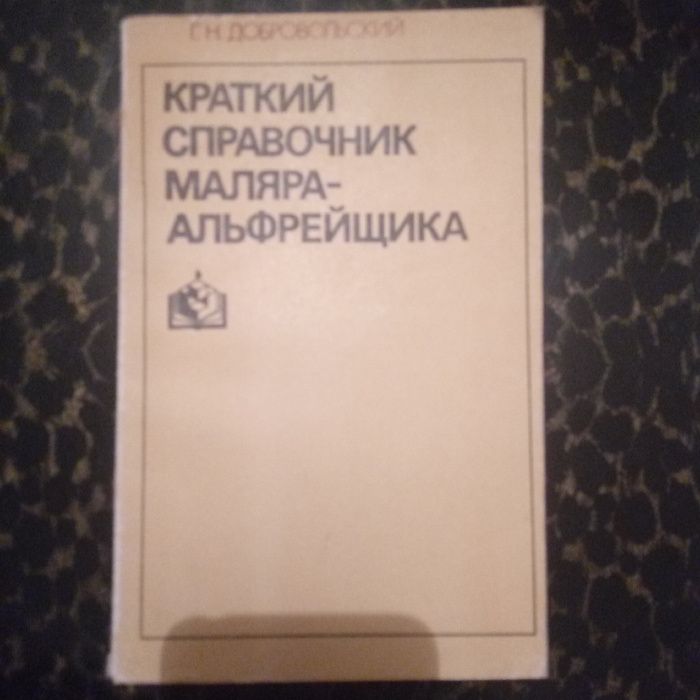 Г.Н. ДОБРОВОЛЬСКИЙ
КРАТКИЙ
СПРАВОЧНИК
МАЛЯРА-
АЛЬФРЕЙЩИКА